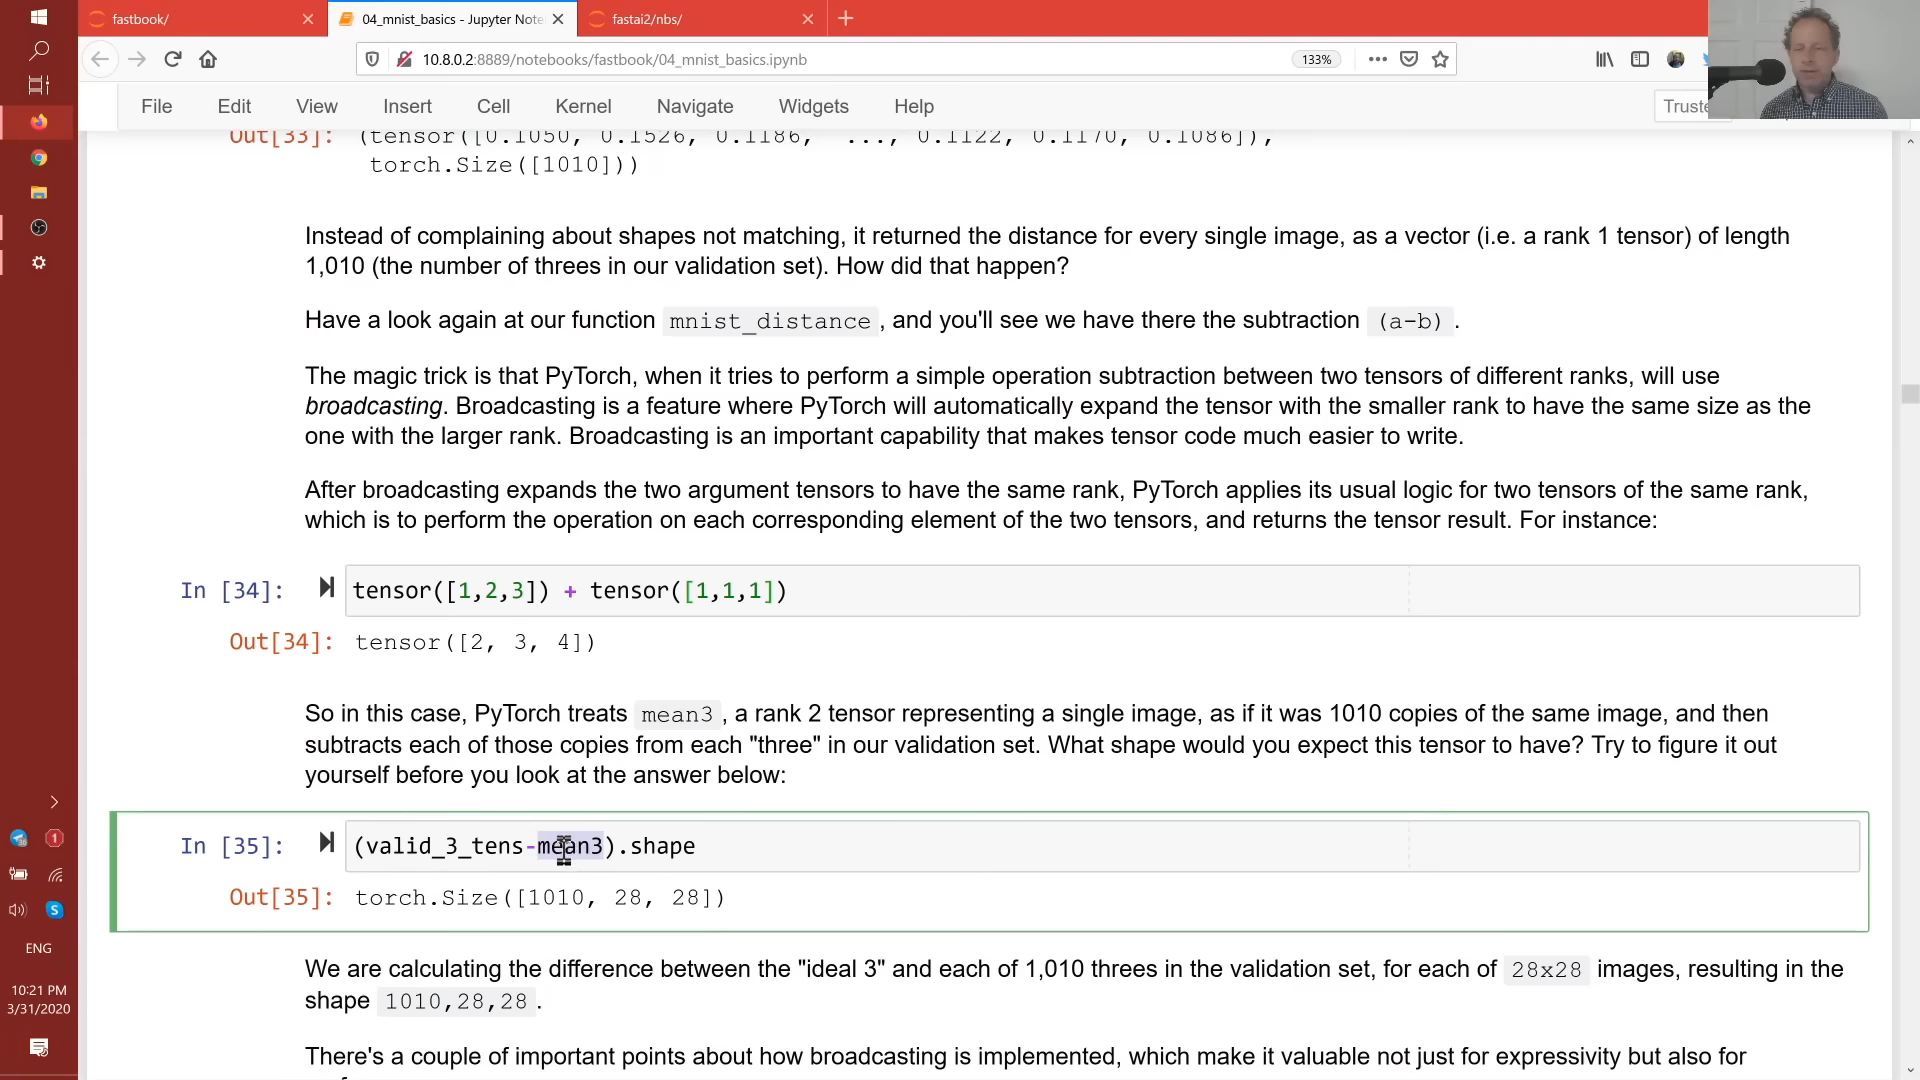 fastbook/
04_mnist_basics - Jupyter Note
fastai2/nbs/
10.8.0.2:8889/notebooks/fastbook/04_mnist_basics.ipynb
133%
File Edit View Insert Cell Kernel Navigate Widgets Help
Truste
Out[33]: (tensor([0.1050, 0.1526, 0.1186, ..., 0.1122, 0.1170, 0.1086]),
torch.Size([1010]))
Instead of complaining about shapes not matching, it returned the distance for every single image, as a vector (i.e. a rank 1 tensor) of length
1,010 (the number of threes in our validation set). How did that happen?
Have a look again at our function mnist_distance, and you'll see we have there the subtraction (a-b).
The magic trick is that PyTorch, when it tries to perform a simple operation subtraction between two tensors of different ranks, will use
broadcasting. Broadcasting is a feature where PyTorch will automatically expand the tensor with the smaller rank to have the same size as the
one with the larger rank. Broadcasting is an important capability that makes tensor code much easier to write.
After broadcasting expands the two argument tensors to have the same rank, PyTorch applies its usual logic for two tensors of the same rank,
which is to perform the operation on each corresponding element of the two tensors, and returns the tensor result. For instance:
In [34]: tensor([1,2,3]) + tensor([1,1,1])
Out[34]: tensor([2, 3, 4])
So in this case, PyTorch treats mean3, a rank 2 tensor representing a single image, as if it was 1010 copies of the same image, and then
subtracts each of those copies from each "three" in our validation set. What shape would you expect this tensor to have? Try to figure it out
yourself before you look at the answer below:
In [35]: (valid_3_tens-mean3).shape
Out[35]: torch.Size([1010, 28, 28])
We are calculating the difference between the "ideal 3" and each of 1,010 threes in the validation set, for each of 28x28 images, resulting in the
shape 1010,28,28.
There's a couple of important points about how broadcasting is implemented, which make it valuable not just for expressivity but also for
ENG
10:21 PM
3/31/2020